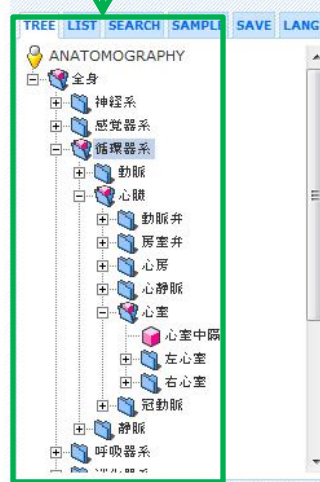 TREE LIST SEARCH SAMPLE SAVE LANG
ANATOMOGRAPHY
全身
神経系
感覚器系
循環器系
動脈
心臓
動脈弁
房室弁
心房
心静脈
心室
心室中隔
左心室
右心室
冠動脈
静脈
呼吸器系